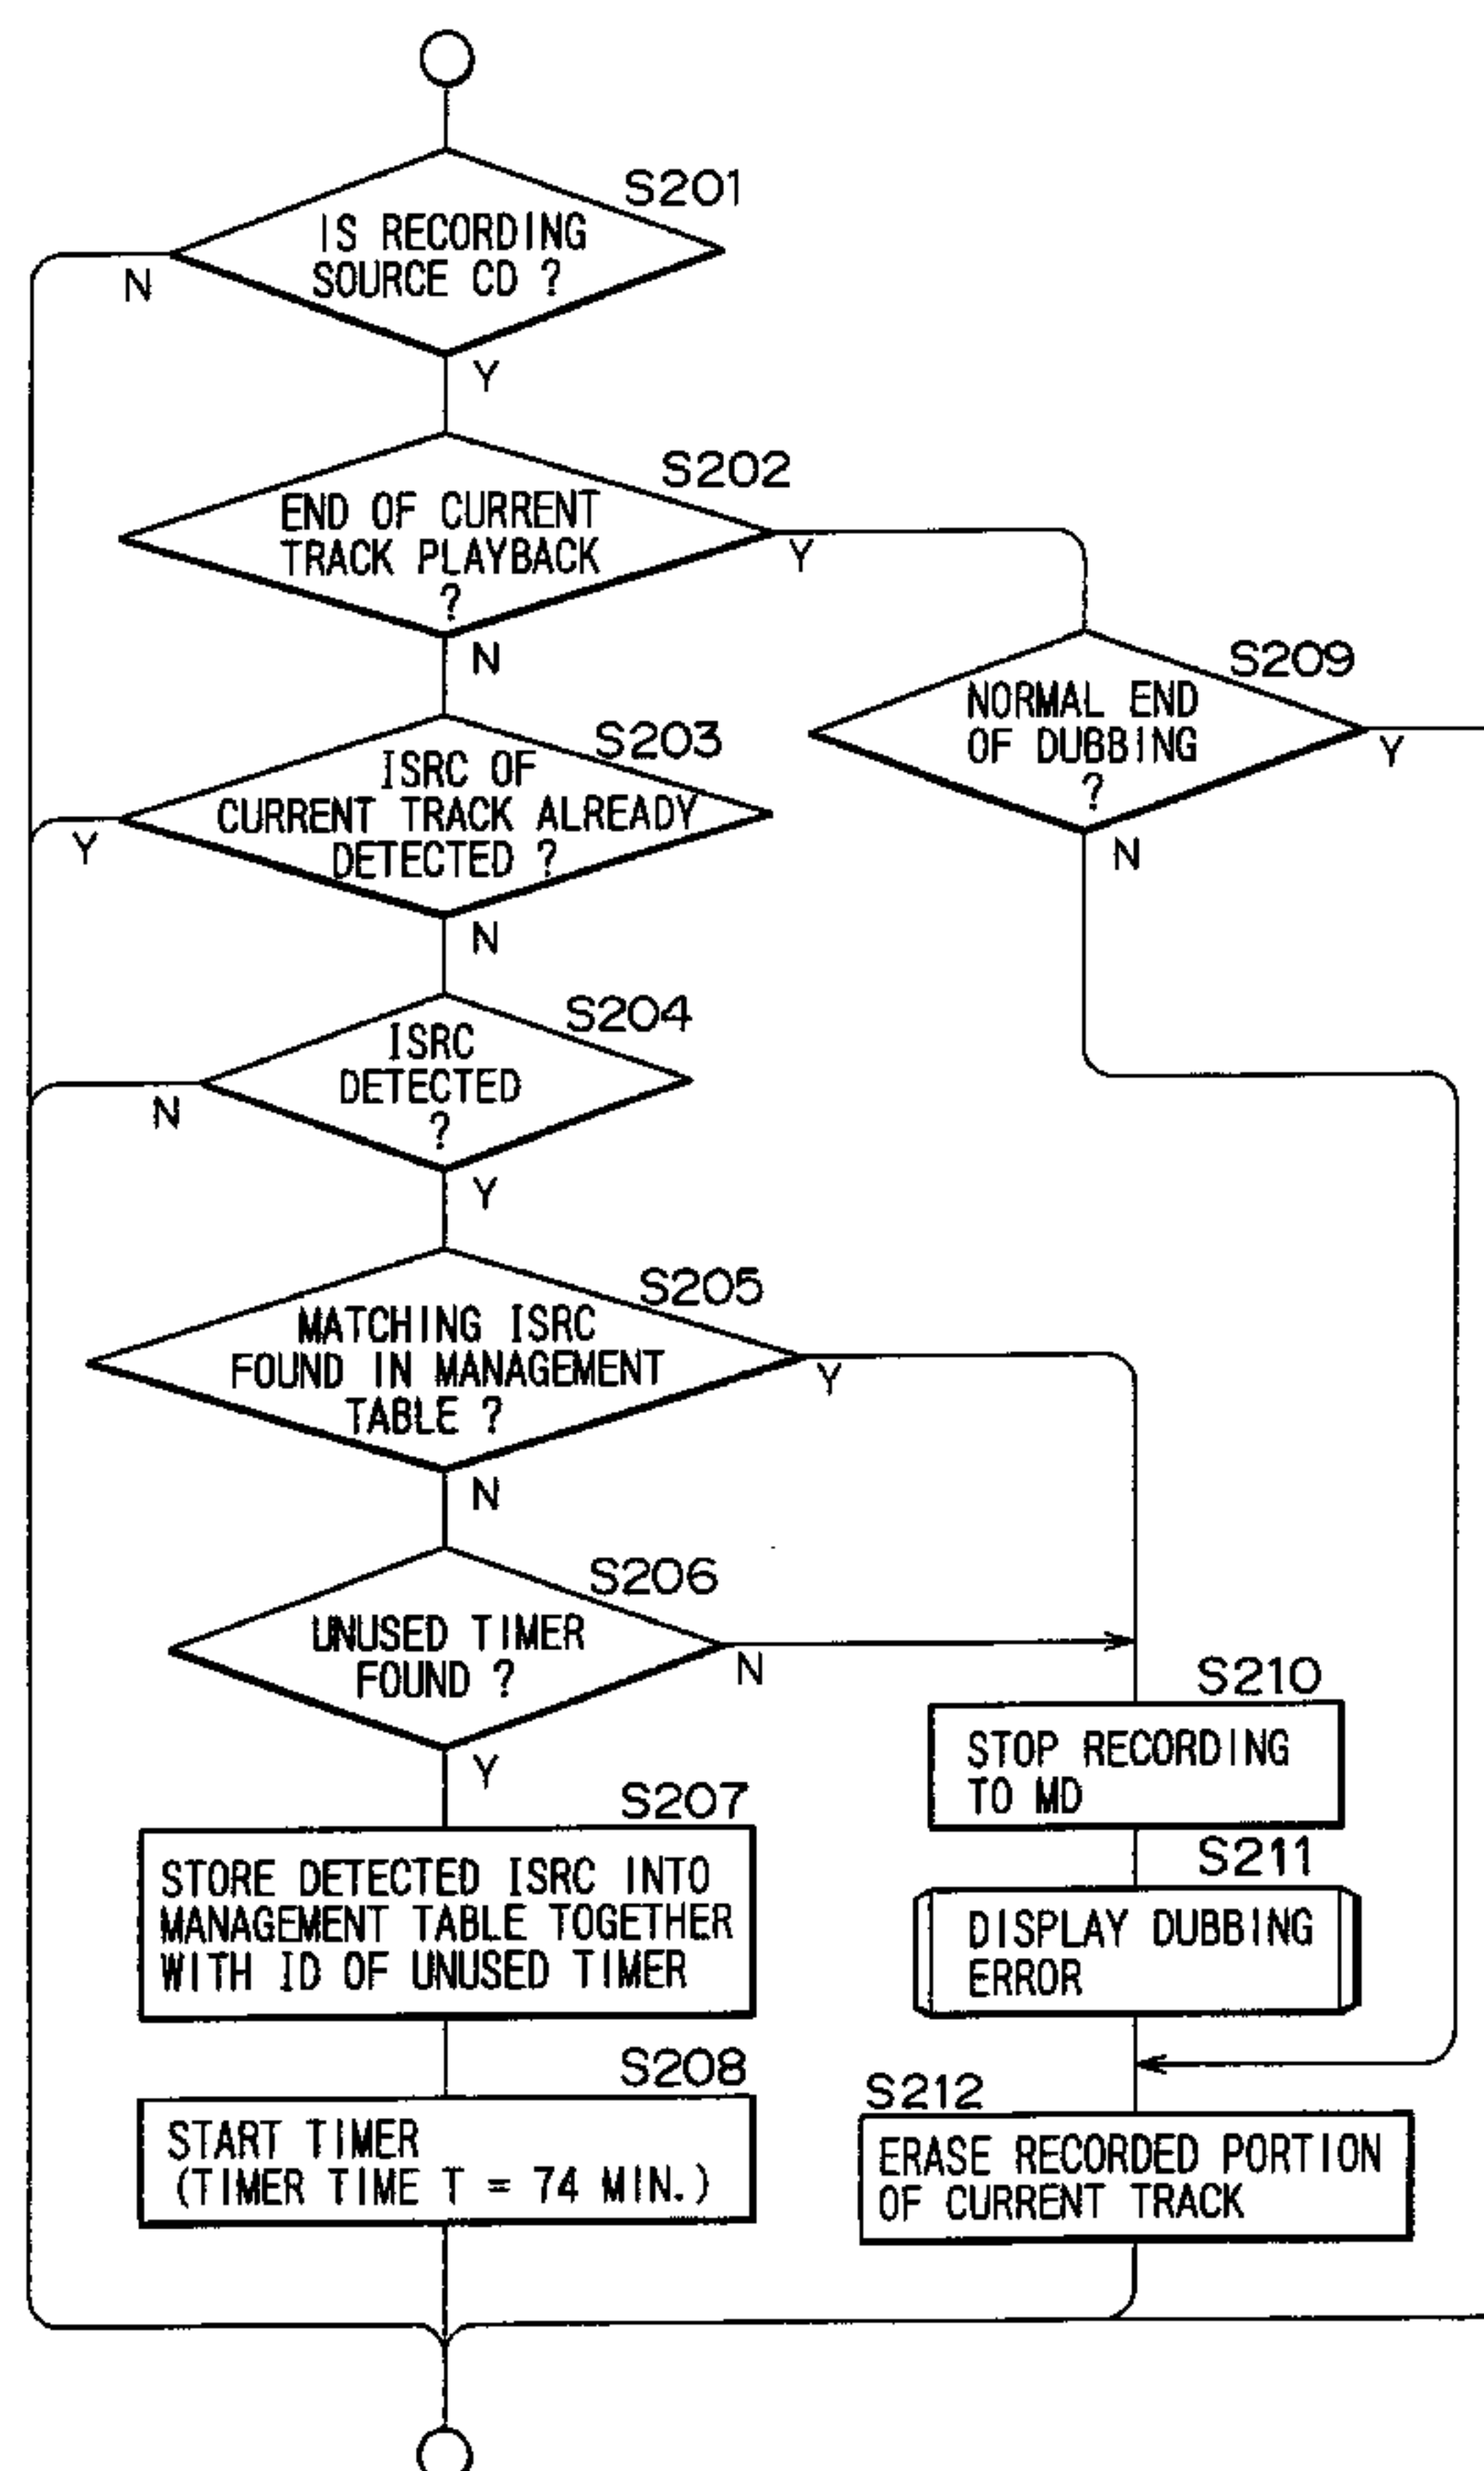 S201
IS RECORDING
SOURCE CD ?
N
Y
S202
END OF CURRENT
TRACK PLAYBACK
?
Y
N
S209
NORMAL END
OF DUBBING
?
Y
N
S203
ISRC OF
CURRENT TRACK ALREADY
DETECTED ?
Y
N
S204
ISRC
DETECTED
?
N
Y
S205
MATCHING ISRC
FOUND IN MANAGEMENT
TABLE ?
Y
N
S206
UNUSED TIMER
FOUND ?
N
Y
S210
STOP RECORDING
TO MD
S207
STORE DETECTED ISRC INTO
MANAGEMENT TABLE TOGETHER
WITH ID OF UNUSED TIMER
S211
DISPLAY DUBBING
ERROR
S208
START TIMER
(TIMER TIME T = 74 MIN.)
S212
ERASE RECORDED PORTION
OF CURRENT TRACK